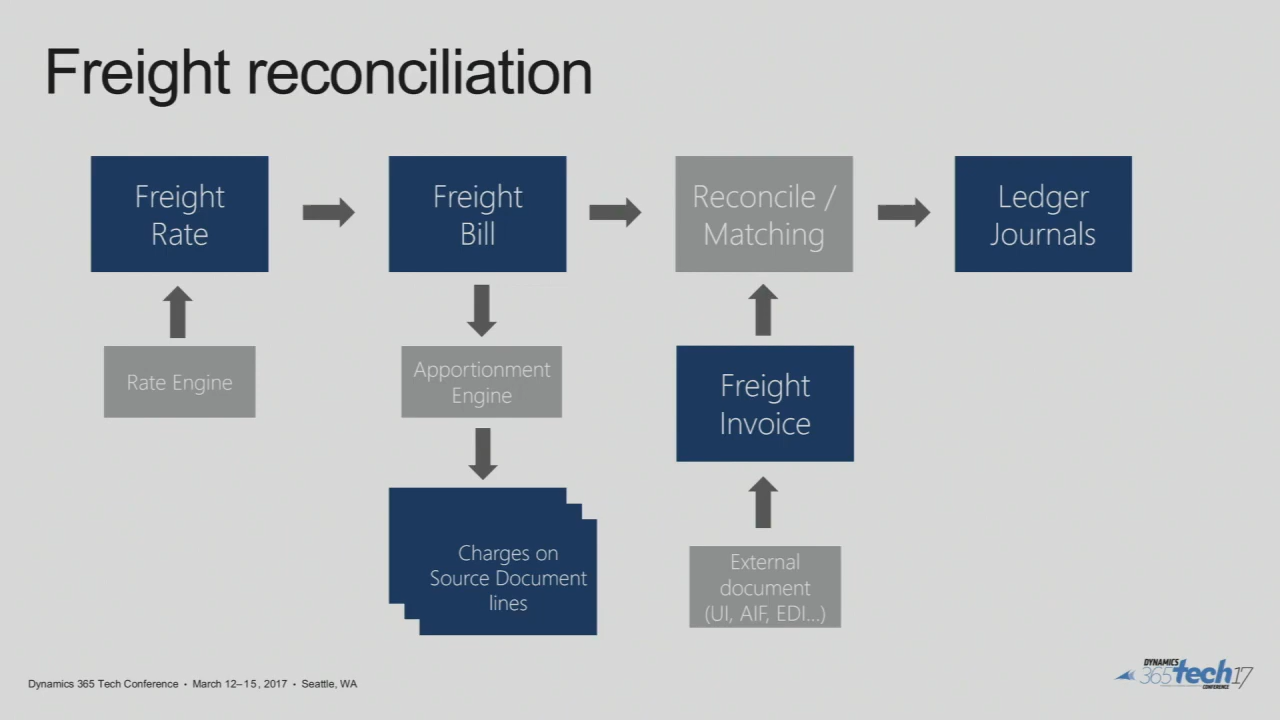 Freight reconciliation
Freight
Rate
Freight
Bill
Reconcile /
Matching
Ledger
Journals
Rate Engine
Apportionment
Engine
Freight
Invoice
Charges on
Source Document
lines
External
document
(UI, AIF, EDI...)
Dynamics 365 Tech Conference • March 12–15, 2017 • Seattle, WA
DYNAMICS
365tech17
CONFERENCE